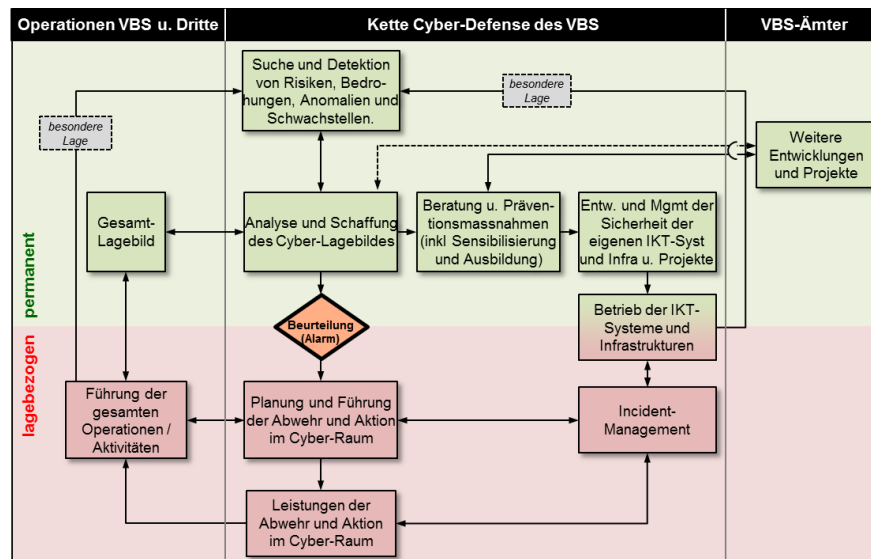 Operationen VBS u. Dritte
Kette Cyber-Defense des VBS
VBS-Ämter
Suche und Detektion
von Risiken, Bedro-
hungen, Anomalien und
Schwachstellen.
besondere
Lage
besondere
Lage
Weitere
Entwicklungen
und Projekte
Gesamt-
Lagebild
Analyse und Schaffung
des Cyber-Lagebildes
Beratung u. Präven-
tionsmassnahmen
(inkl Sensibilisierung
und Ausbildung)
Entw. und Mgmt der
Sicherheit der
eigenen IKT-Syst
und Infra u. Projekte
permanent
Beurteilung
(Alarm)
Betrieb der IKT-
Systeme und
Infrastrukturen
lagebezogen
Führung der
gesamten
Operationen /
Aktivitäten
Planung und Führung
der Abwehr und Aktion
im Cyber-Raum
Incident-
Management
Leistungen der
Abwehr und Aktion
im Cyber-Raum